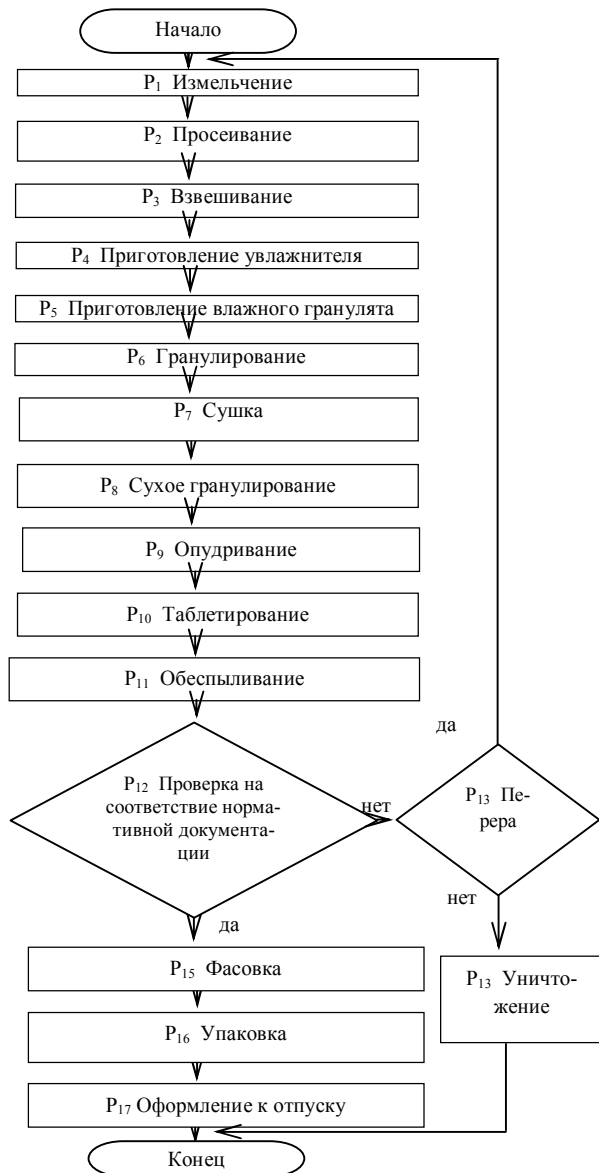 Начало
P₁ Измельчение
P₂ Просеивание
P₃ Взвешивание
P₄ Приготовление увлажнителя
P₅ Приготовление влажного гранулята
P₆ Гранулирование
P₇ Сушка
P₈ Сухое гранулирование
P₉ Опудривание
P₁₀ Таблетирование
P₁₁ Обеспыливание
P₁₂ Проверка на
соответствие норма-
тивной документа-
ции
нет
да
P₁₃ Пе-
рера
да
нет
P₁₃ Уничто-
жение
P₁₅ Фасовка
P₁₆ Упаковка
P₁₇ Оформление к отпуску
Конец